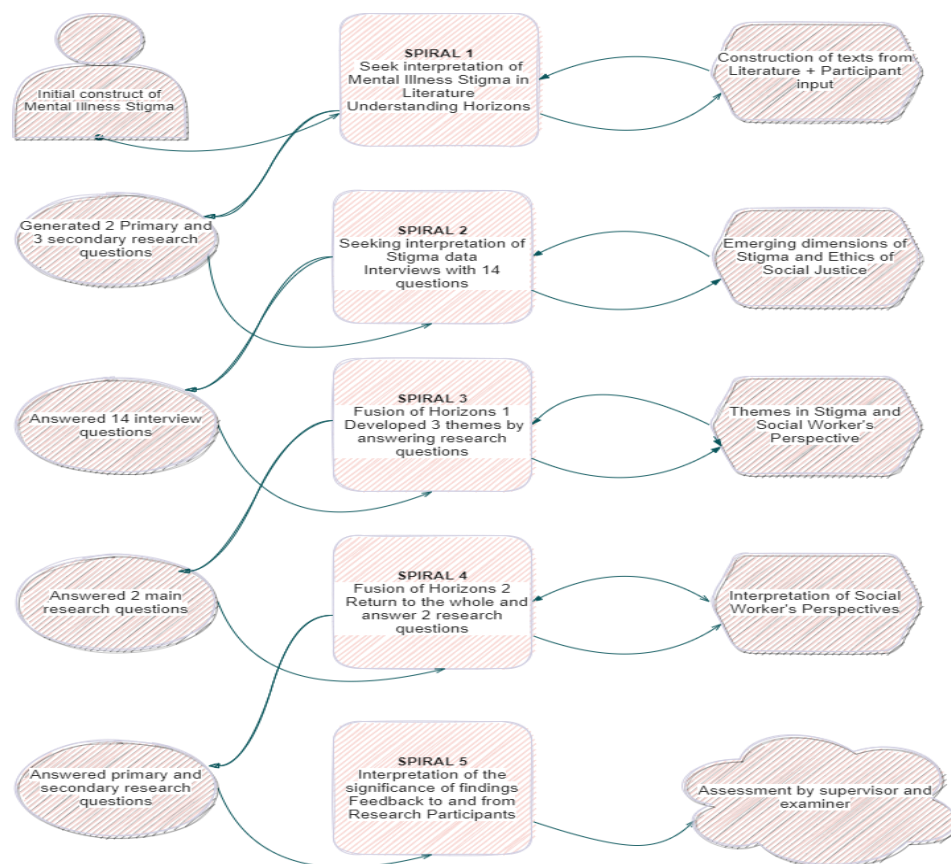 Initial construct of
Mental Illness Stigma
SPIRAL 1
Seek interpretation of
Mental Illness Stigma in
Literature
Understanding Horizons
Construction of texts from
Literature + Participant
input
Generated 2 Primary and
3 secondary research
questions
SPIRAL 2
Seeking interpretation of
Stigma data
Interviews with 14
questions
Emerging dimensions of
Stigma and Ethics of
Social Justice
Answered 14 interview
questions
SPIRAL 3
Fusion of Horizons 1
Developed 3 themes by
answering research
questions
Themes in Stigma and
Social Worker's
Perspective
Answered 2 main
research questions
SPIRAL 4
Fusion of Horizons 2
Return to the whole and
answer 2 research
questions
Interpretation of Social
Worker's Perspectives
Answered primary and
secondary research
questions
SPIRAL 5
Interpretation of the
significance of findings
Feedback to and from
Research Participants
Assessment by supervisor and
examiner